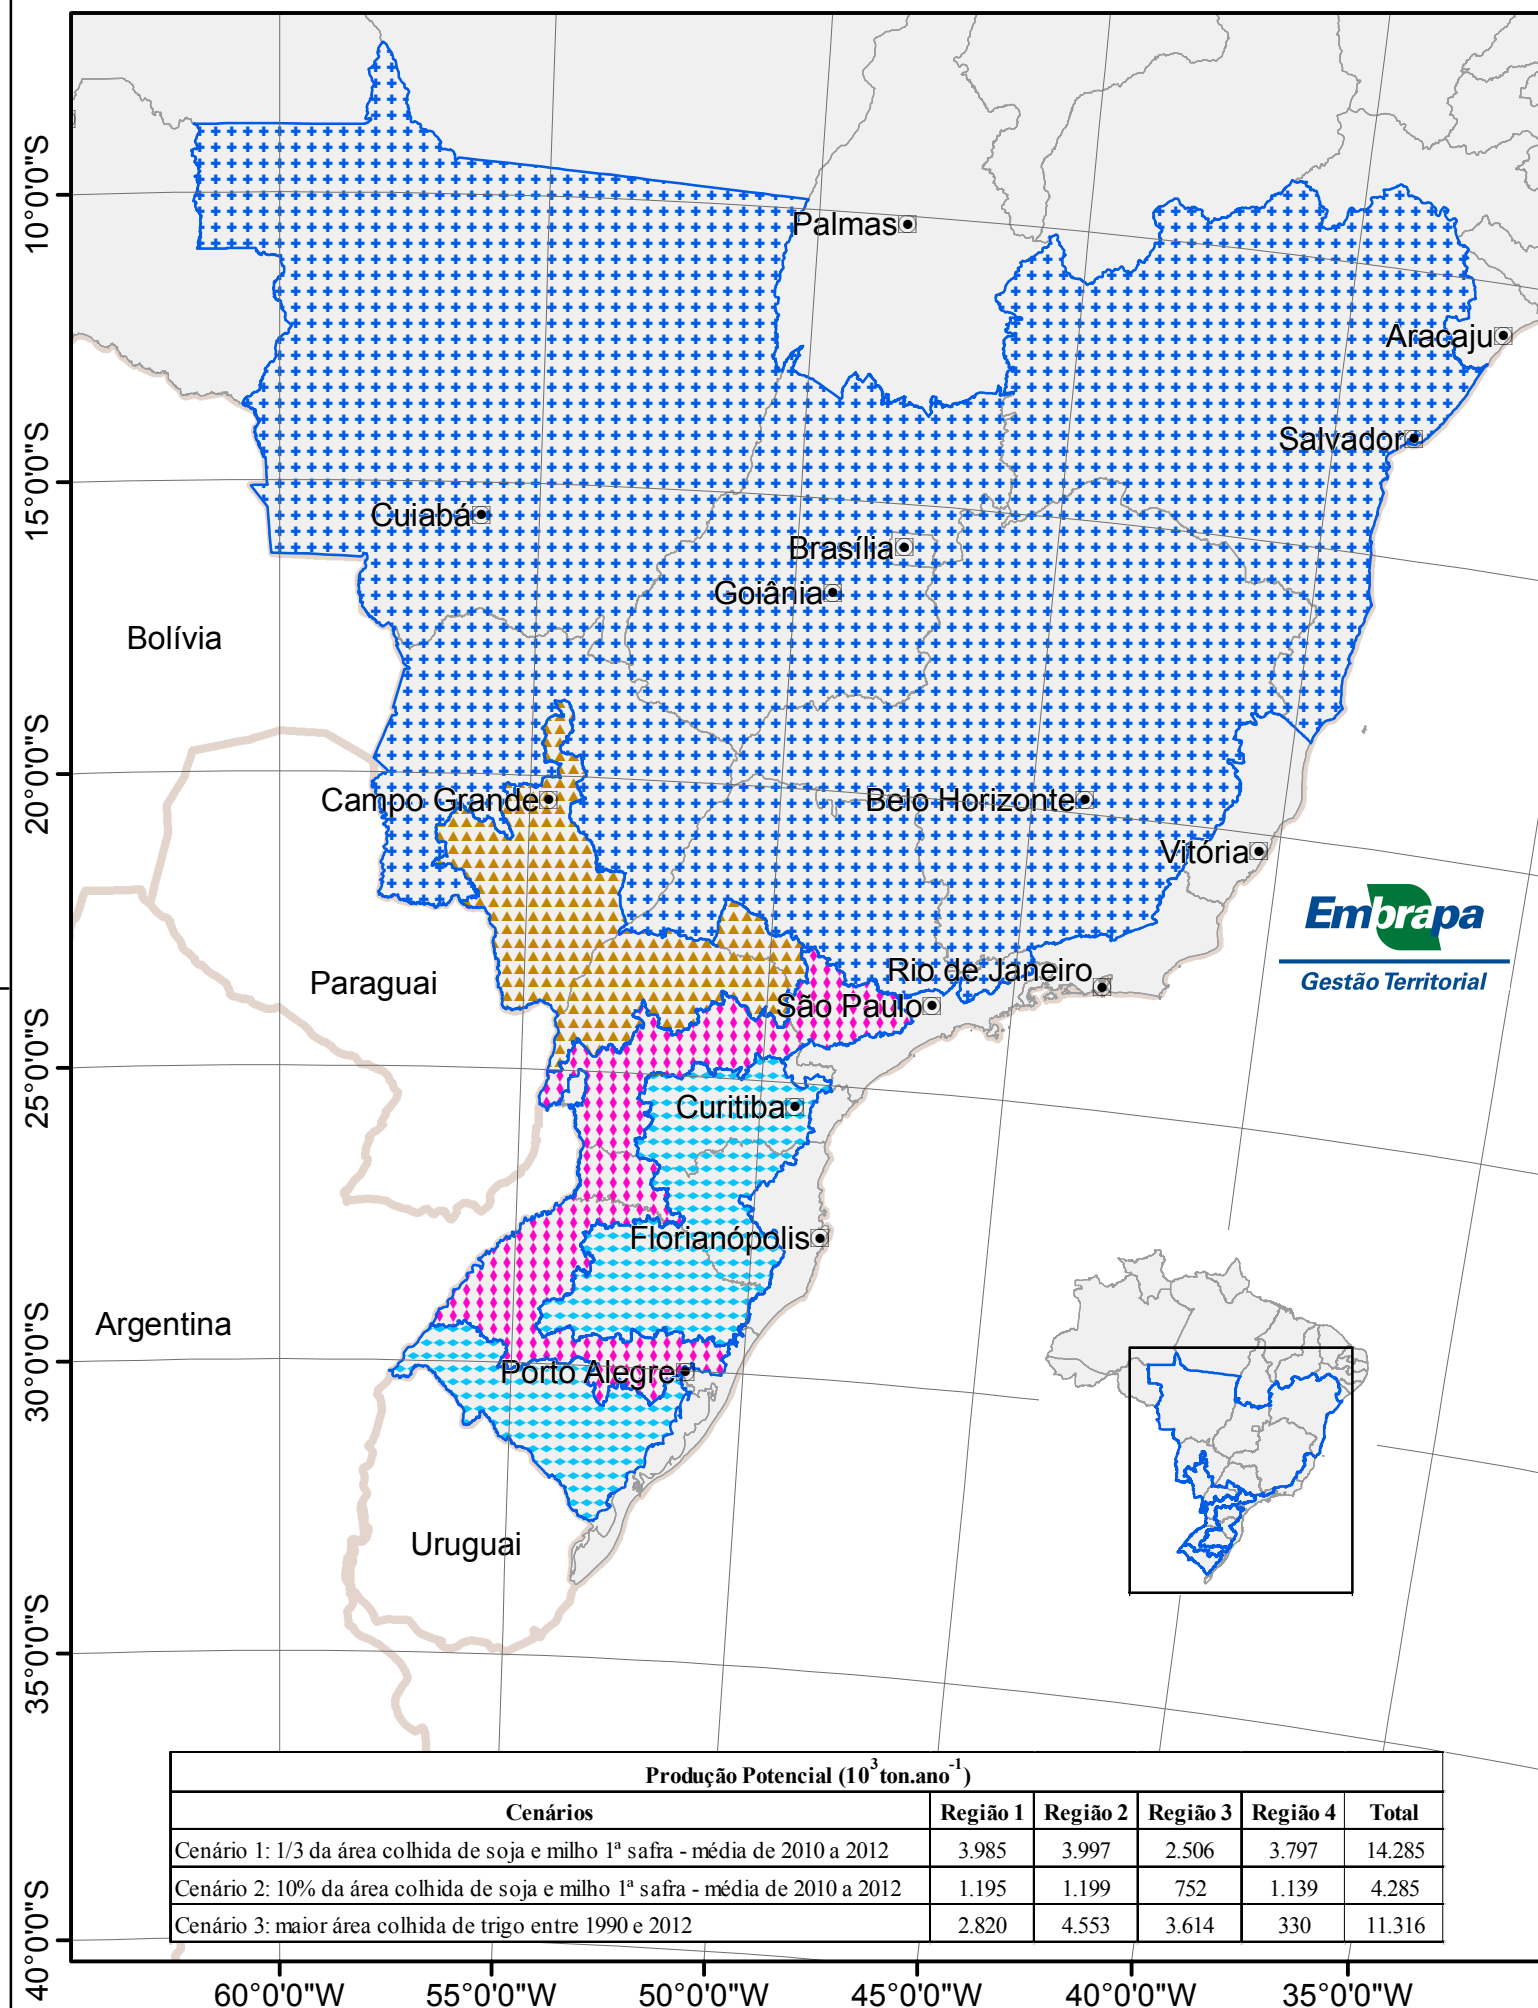 10°0'0"S
15°0'0"S
20°0'0"S
25°0'0"S
30°0'0"S
35°0'0"S
40°0'0"S
Palmas
Aracaju
Salvador
Cuiabá
Brasília
Goiânia
Bolívia
Campo Grande
Belo Horizonte
Vitória
Embrapa
Gestão Territorial
Rio de Janeiro
Paraguai
São Paulo
Curitiba
Florianópolis
Argentina
Porto Alegre
Uruguai
Produção Potencial (10³ ton.ano⁻¹)
Cenários Região 1 Região 2 Região 3 Região 4 Total
Cenário 1: 1/3 da área colhida de soja e milho 1ª safra - média de 2010 a 2012 3.985 3.997 2.506 3.797 14.285
Cenário 2: 10% da área colhida de soja e milho 1ª safra - média de 2010 a 2012 1.195 1.199 752 1.139 4.285
Cenário 3: maior área colhida de trigo entre 1990 e 2012 2.820 4.553 3.614 330 11.316
60°0'0"W 55°0'0"W 50°0'0"W 45°0'0"W 40°0'0"W 35°0'0"W